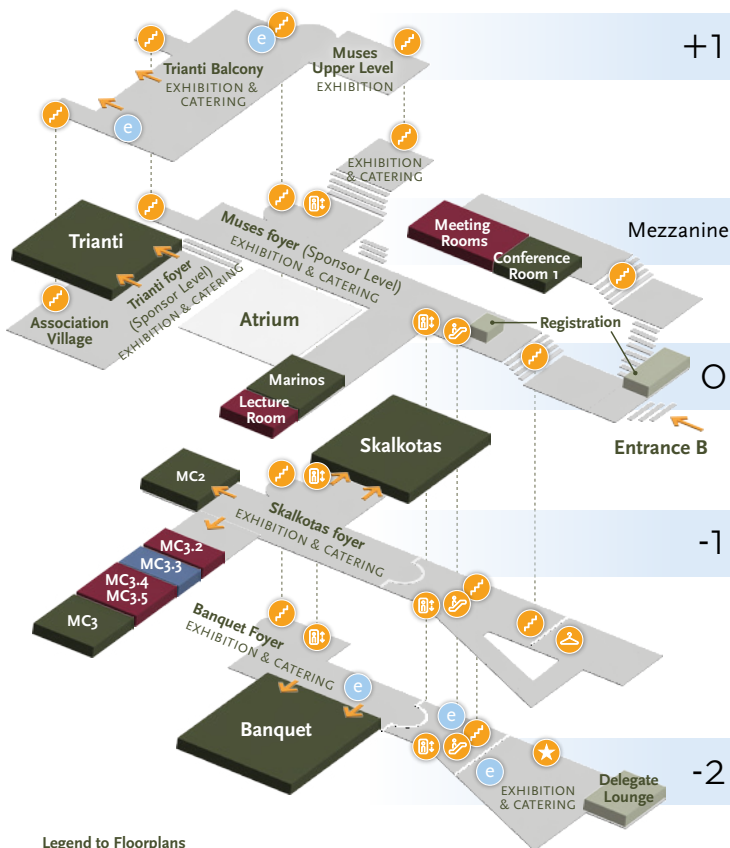 +1
e
Trianti Balcony
EXHIBITION &
CATERING
Muses
Upper Level
EXHIBITION
e
EXHIBITION
& CATERING
Mezzanine
Meeting
Rooms
Conference
Room 1
Trianti
Muses foyer (Sponsor Level)
EXHIBITION & CATERING
Trianti foyer
(Sponsor Level)
EXHIBITION & CATERING
Association
Village
Atrium
Registration
0
Marinos
Lecture
Room
Entrance B
Skalkotas
MC2
Skalkotas foyer
EXHIBITION & CATERING
-1
MC3.2
MC3.3
MC3.4
MC3.5
MC3
Banquet Foyer
EXHIBITION & CATERING
e
Banquet
e
e
-2
EXHIBITION
& CATERING
Delegate
Lounge
Legend to Floorplans